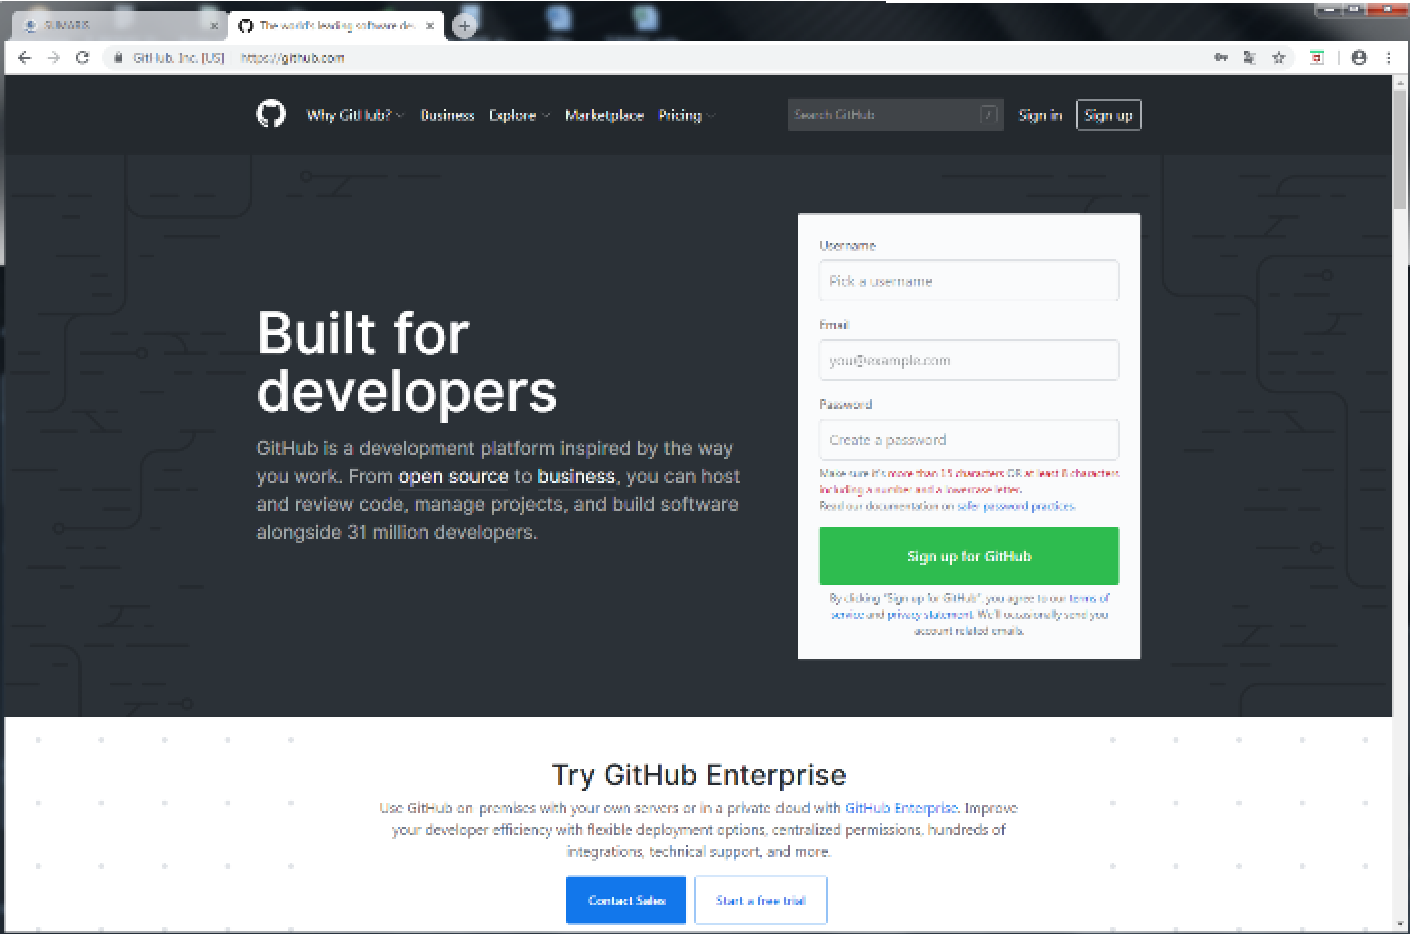 SUMARiS
The world's leading software dev
GitHub, Inc. [US]
https://github.com
Why GitHub?
Business
Explore
Marketplace
Pricing
Search GitHub
/
Sign in
Sign up
Built for
developers
GitHub is a development platform inspired by the way
you work. From open source to business, you can host
and review code, manage projects, and build software
alongside 31 million developers.
Username
Pick a username
Email
you@example.com
Password
Create a password
Make sure it's more than 15 characters OR at least 8 characters
including a number and a lowercase letter.
Read our documentation on safer password practices.
Sign up for GitHub
By clicking "Sign up for GitHub", you agree to our terms of
service and privacy statement. We'll occasionally send you
account related emails.
Try GitHub Enterprise
Use GitHub on-premises with your own servers or in a private cloud with GitHub Enterprise. Improve
your developer efficiency with flexible deployment options, centralized permissions, hundreds of
integrations, technical support, and more.
Contact Sales
Start a free trial